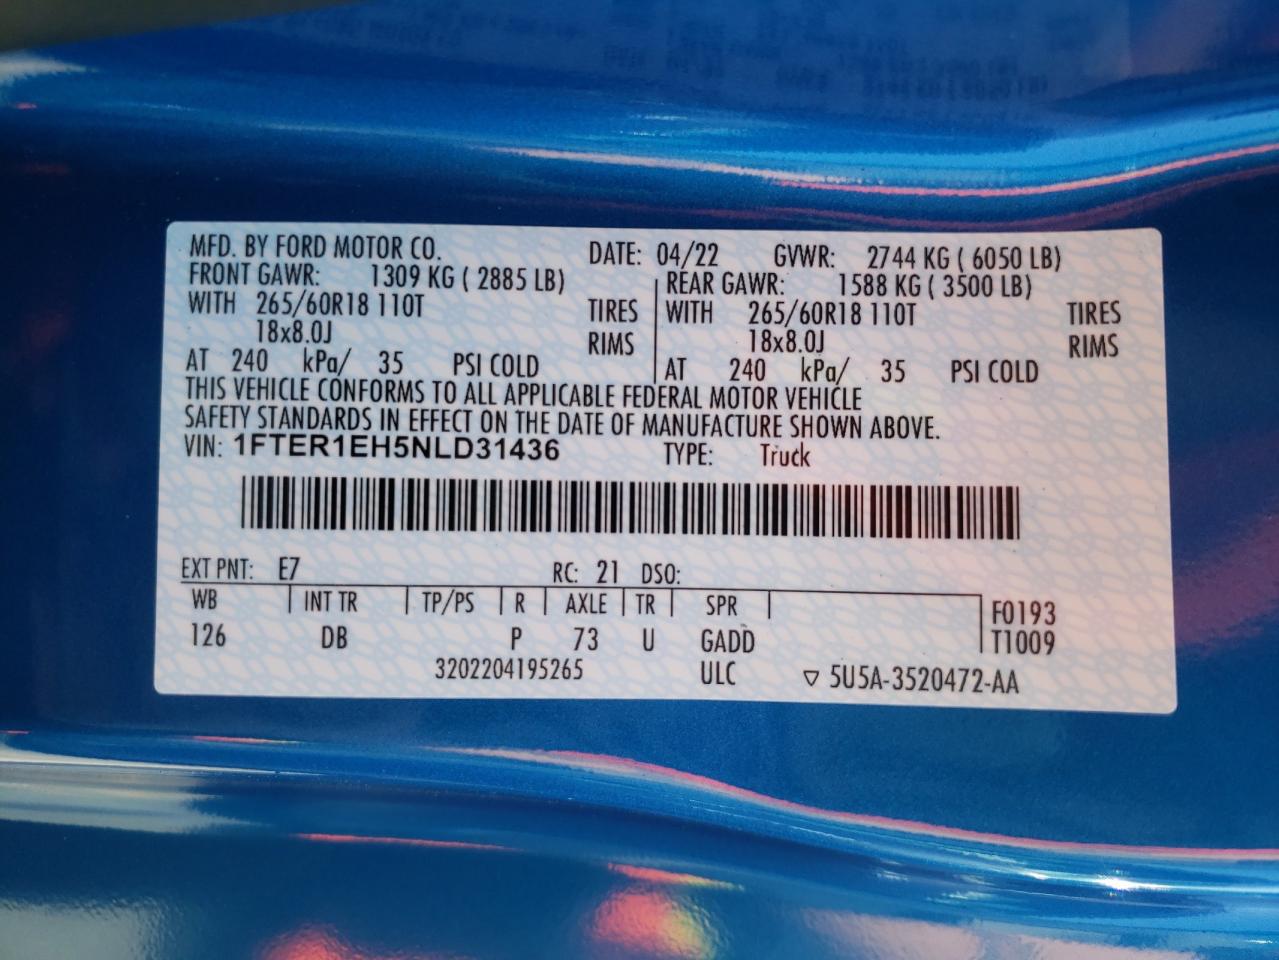 MFD. BY FORD MOTOR CO. DATE: 04/22 GVWR: 2744 KG ( 6050 LB)
FRONT GAWR: 1309 KG ( 2885 LB) REAR GAWR: 1588 KG ( 3500 LB)
WITH 265/60R18 110T TIRES WITH 265/60R18 110T TIRES
18x8.0J RIMS 18x8.0J RIMS
AT 240 kPa/ 35 PSI COLD AT 240 kPa/ 35 PSI COLD
THIS VEHICLE CONFORMS TO ALL APPLICABLE FEDERAL MOTOR VEHICLE
SAFETY STANDARDS IN EFFECT ON THE DATE OF MANUFACTURE SHOWN ABOVE.
VIN: 1FTER1EH5NLD31436 TYPE: Truck
EXT PNT: E7 RC: 21 DSO:
WB INT TR TP/PS R AXLE TR SPR F0193
126 DB P 73 U GADD T1009
3202204195265 ULC ▽ 5U5A-3520472-AA